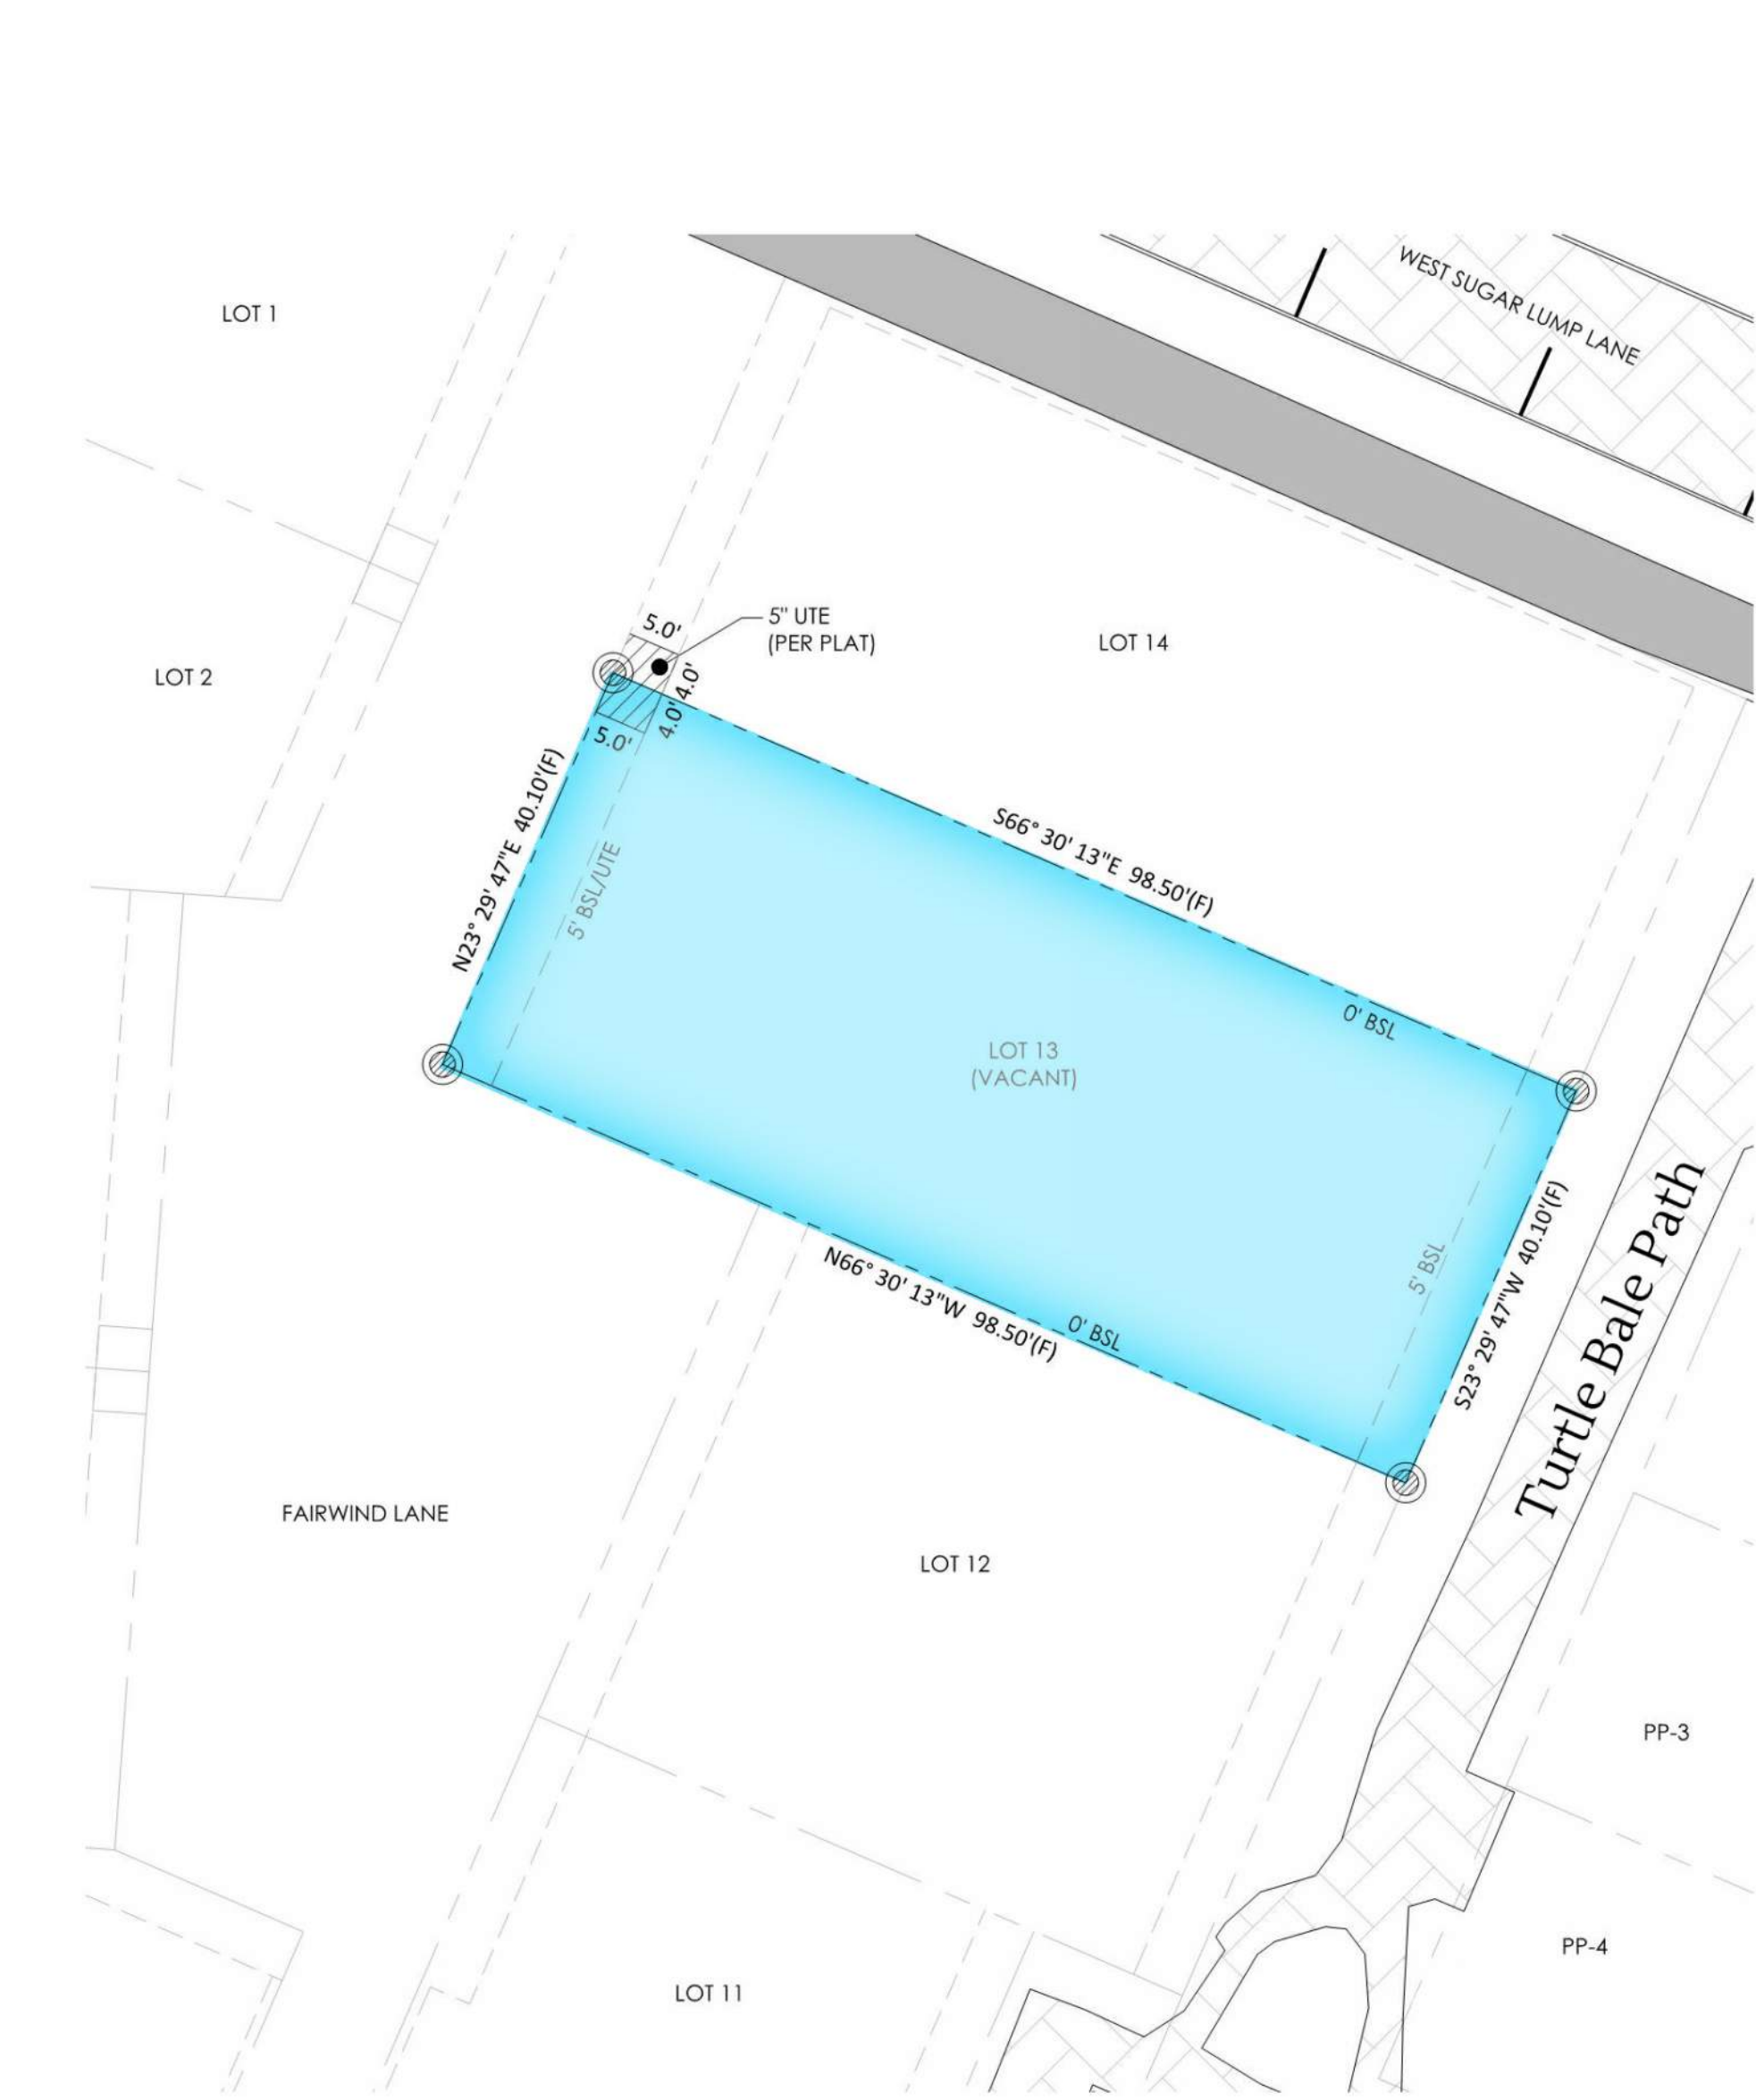 WEST SUGAR LUMP LANE
LOT 1
5.0'
5" UTE
(PER PLAT)
LOT 14
LOT 2
4.0'
4.0'
5.0'
N23° 29' 47"E 40.10'(F)
5' BSL/UTE
S66° 30' 13"E 98.50'(F)
0' BSL
LOT 13
(VACANT)
5' BSL
S23° 29' 47"W 40.10'(F)
Turtle Bale Path
N66° 30' 13"W 98.50'(F)
0' BSL
FAIRWIND LANE
LOT 12
PP-3
PP-4
LOT 11